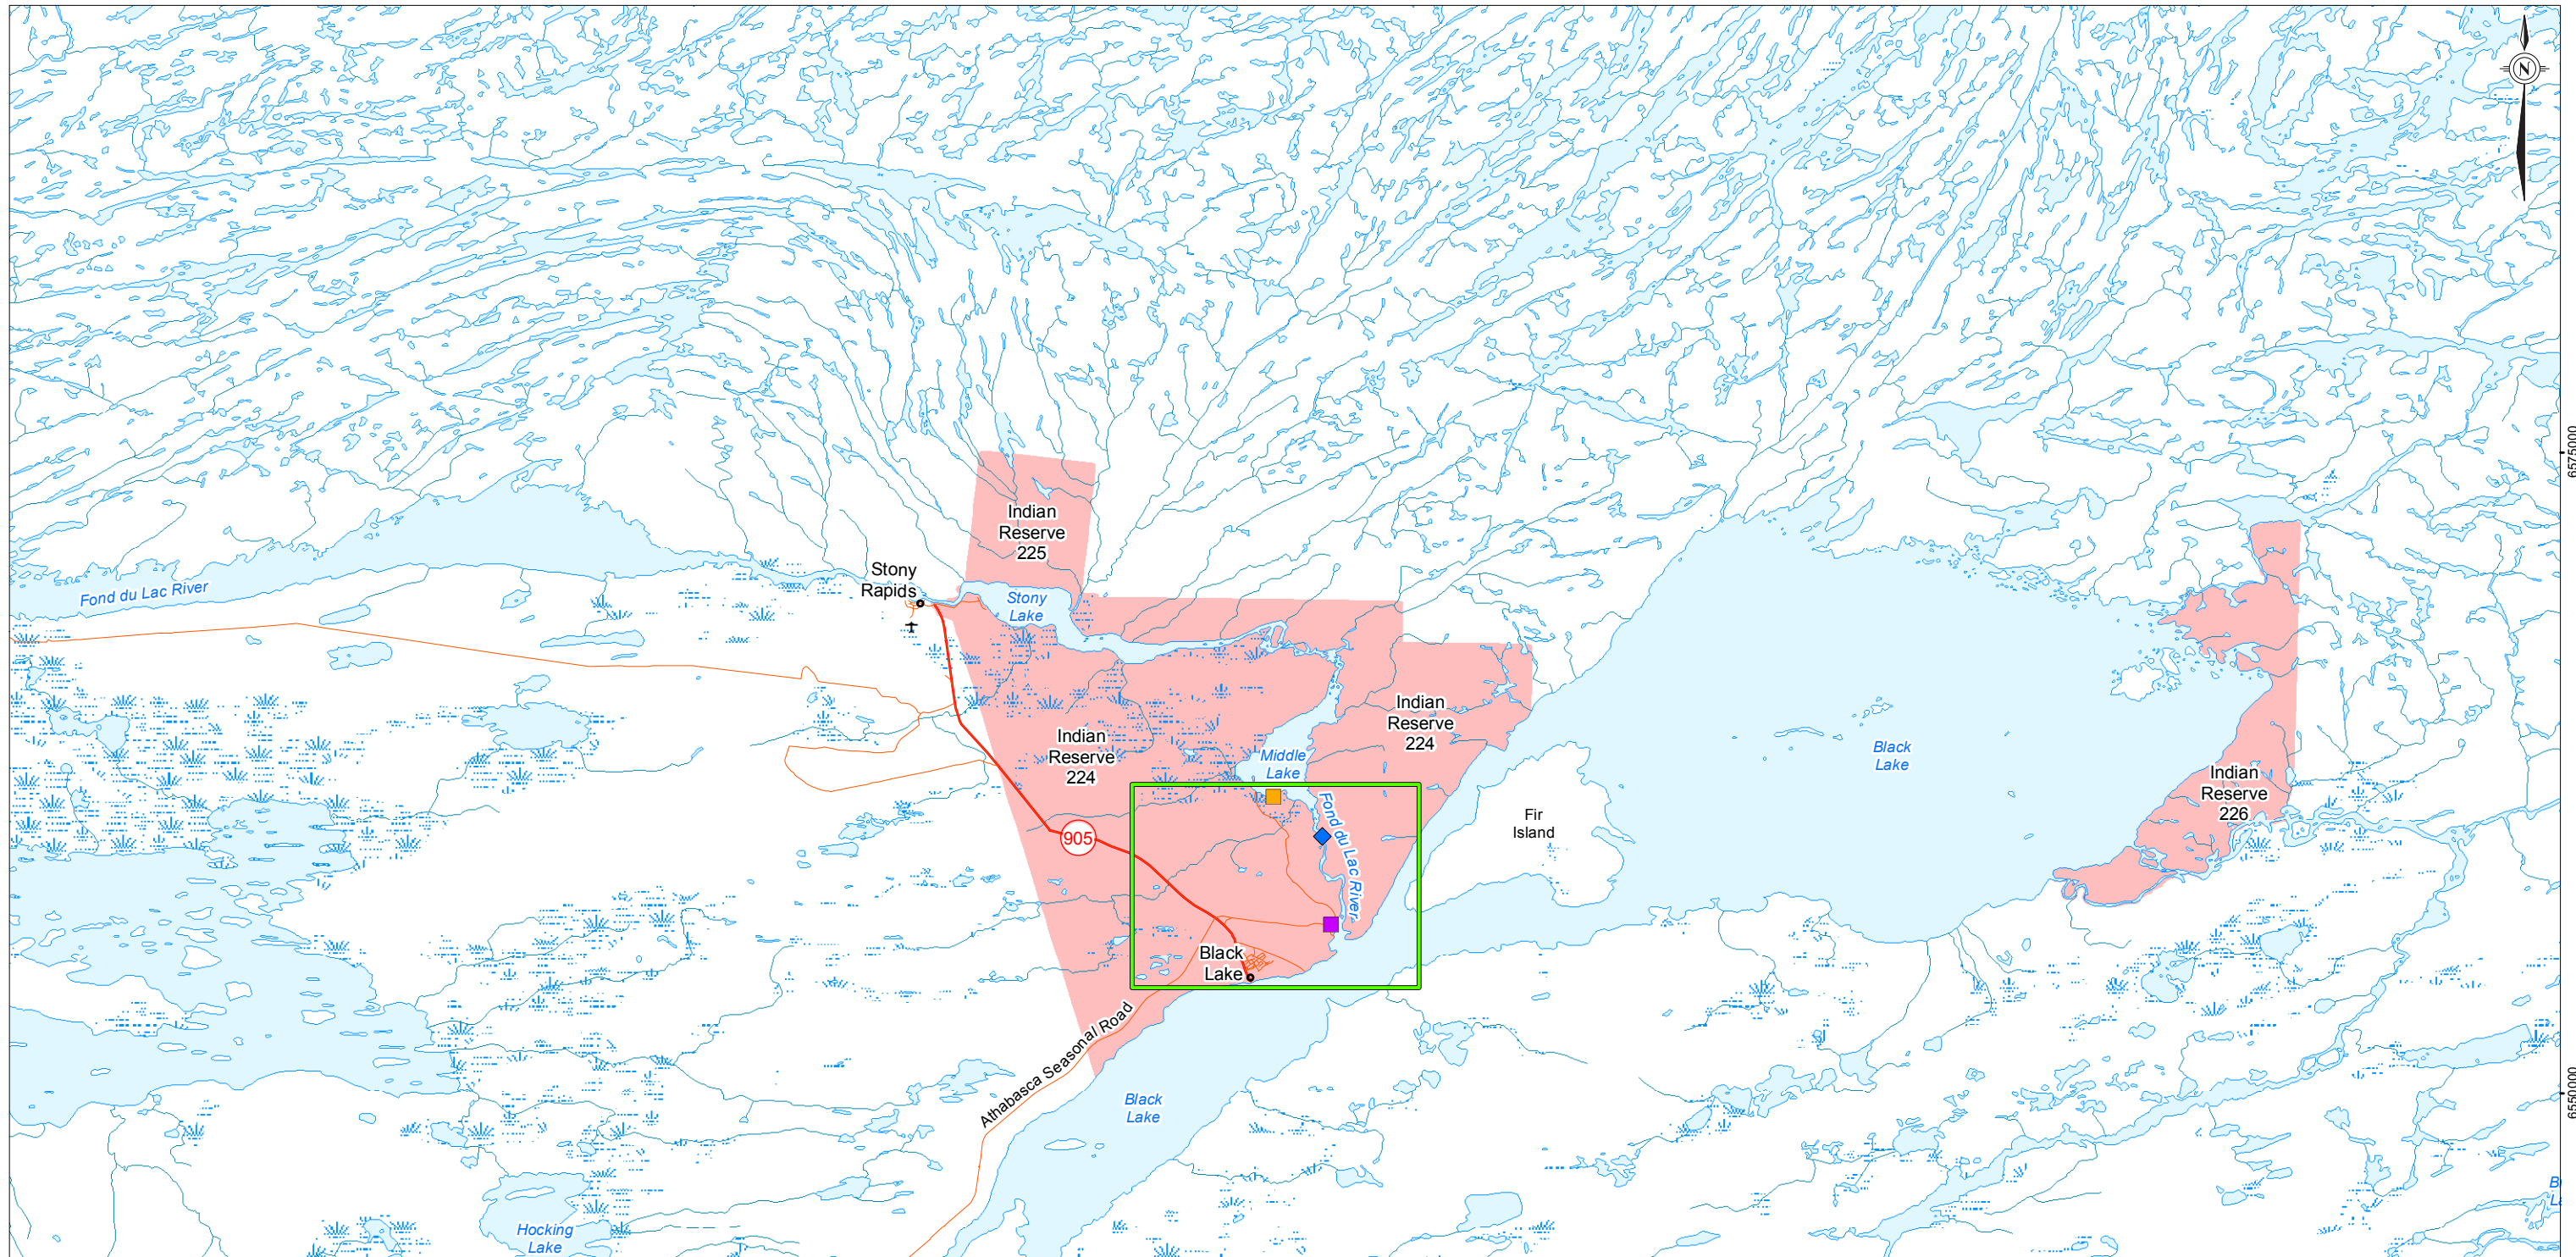 N
6575000
Indian
Reserve
225
Stony
Rapids
Fond du Lac River
Stony
Lake
Indian
Reserve
224
Indian
Reserve
224
Middle
Lake
Black
Lake
Indian
Reserve
226
Fir
Island
905
Fond du Lac River
Black
Lake
Athabasca Seasonal Road
Black
Lake
6550000
Hocking
Lake